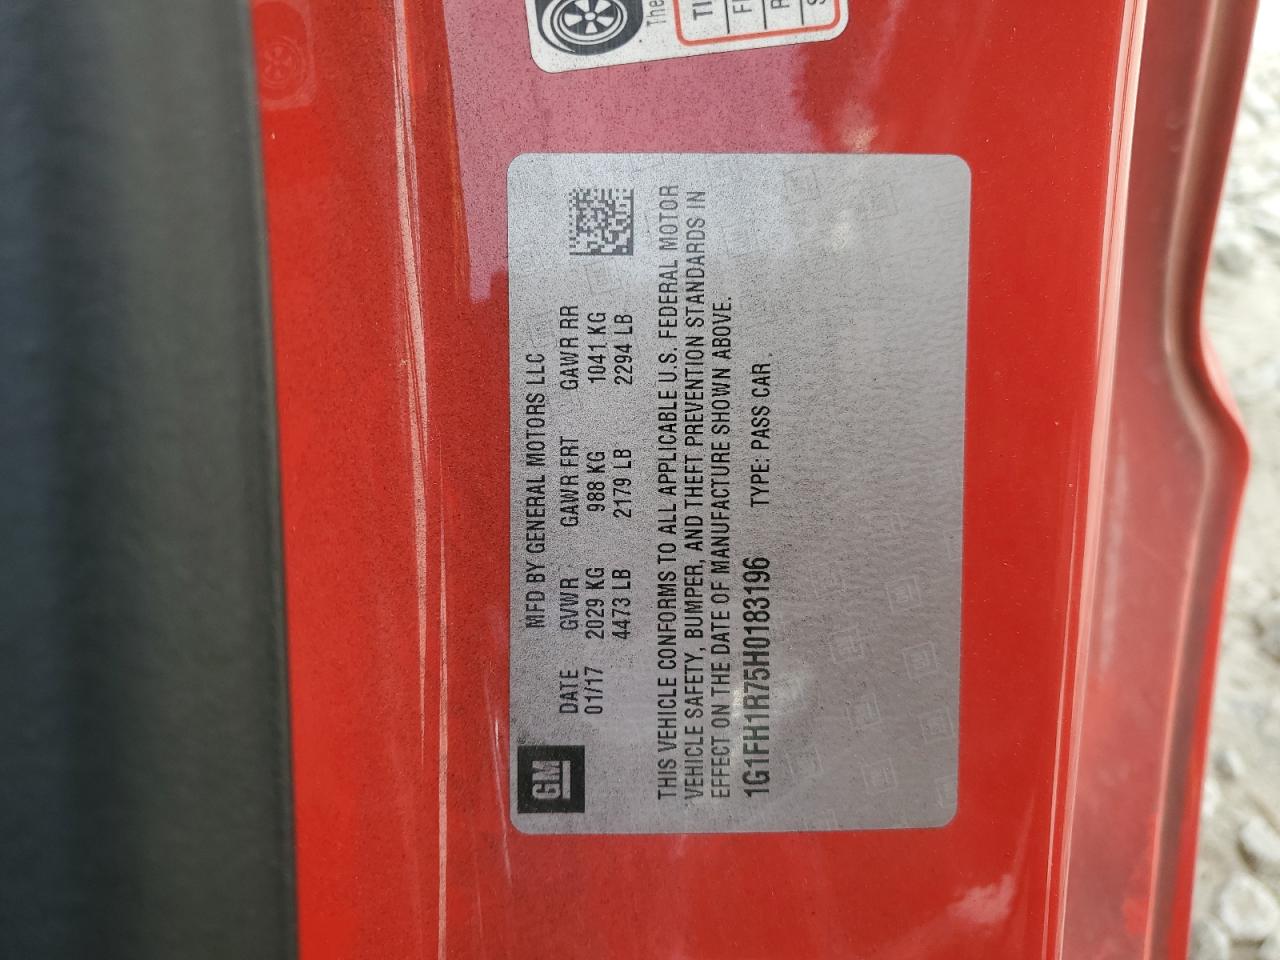 The
TI
GM
MFD BY GENERAL MOTORS LLC
DATE GVWR GAWR FRT GAWR RR
01/17 2029 KG 988 KG 1041 KG
4473 LB 2179 LB 2294 LB
THIS VEHICLE CONFORMS TO ALL APPLICABLE U.S. FEDERAL MOTOR
VEHICLE SAFETY, BUMPER, AND THEFT PREVENTION STANDARDS IN
EFFECT ON THE DATE OF MANUFACTURE SHOWN ABOVE.
1G1FH1R75H0183196 TYPE: PASS CAR